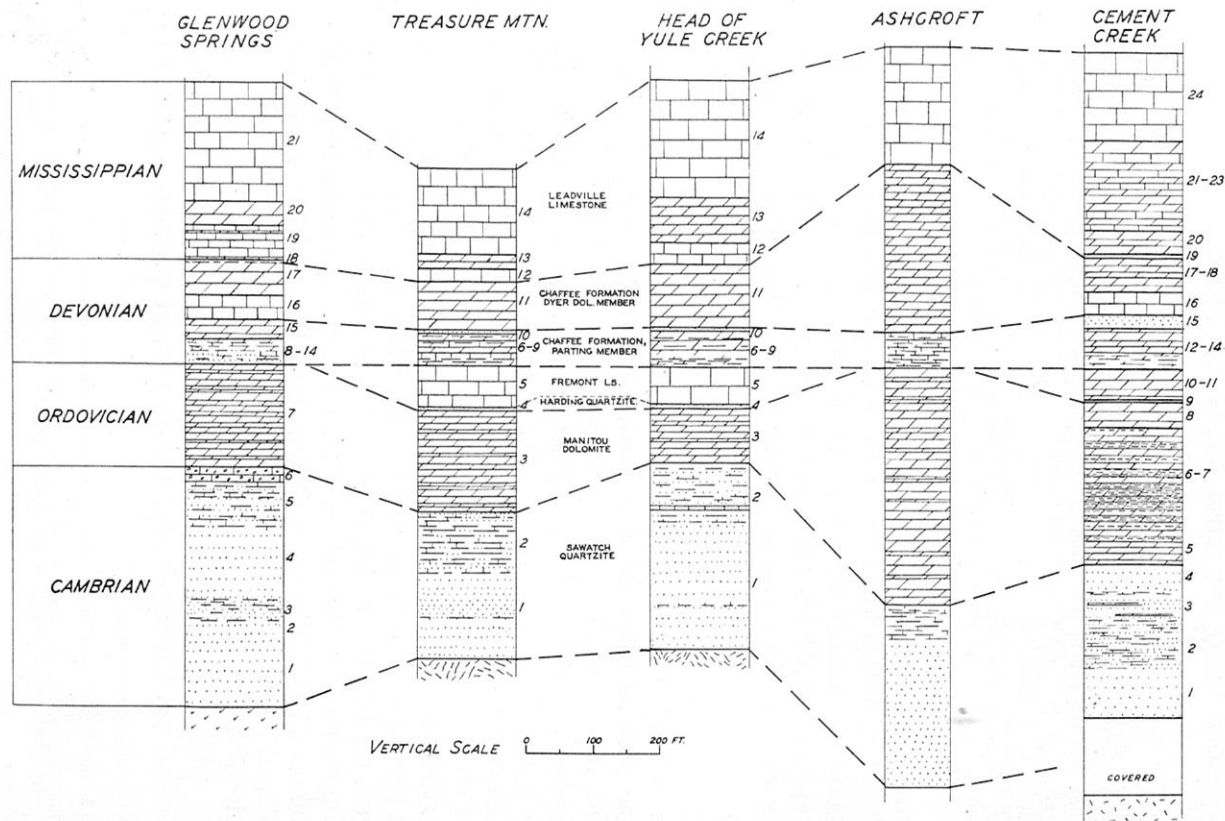 GLENWOOD
SPRINGS
TREASURE MTN.
HEAD OF
YULE CREEK
ASHCROFT
CEMENT
CREEK
MISSISSIPPIAN
DEVONIAN
ORDOVICIAN
CAMBRIAN
21
20
19
18
17
16
15
8-14
7
6
5
4
3
2
1
14
13
12
11
10
6-9
5
4
3
2
1
LEADVILLE
LIMESTONE
CHAFFEE FORMATION
DYER DOL. MEMBER
CHAFFEE FORMATION,
PARTING MEMBER
FREMONT LS.
HARDING QUARTZITE.
MANITOU
DOLOMITE
SAWATCH
QUARTZITE
14
13
12
11
10
6-9
5
4
3
2
1
24
21-23
20
19
17-18
16
15
12-14
10-11
9
8
6-7
5
4
3
2
1
COVERED
VERTICAL SCALE
0 100 200 FT.